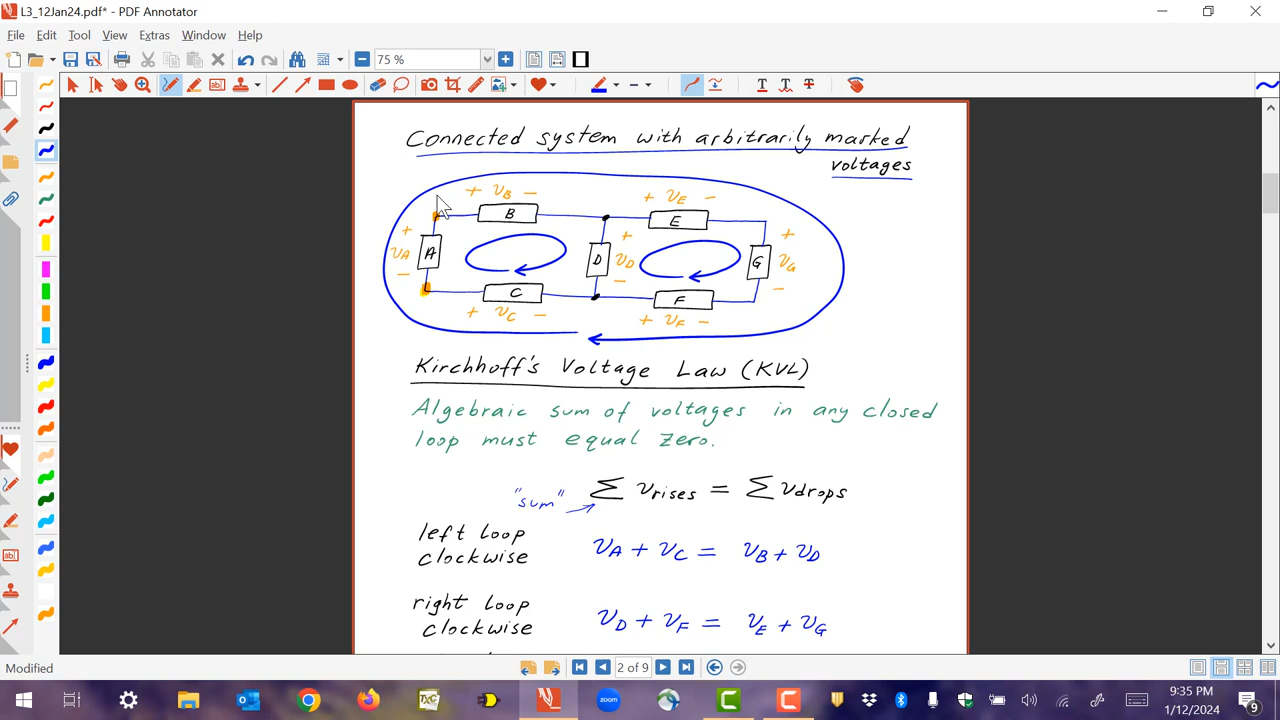 L3_12Jan24.pdf* - PDF Annotator
File Edit Tool View Extras Window Help
75 %
Connected system with arbitrarily marked
voltages
+ VB −
+ VE −
B
E
+
VA
−
A
D
+
VD
−
G
+
VG
−
C
F
+ VC −
+ VF −
Kirchhoff's Voltage Law (KVL)
Algebraic sum of voltages in any closed
loop must equal zero.
"sum"
∑ Vrises = ∑ Vdrops
left loop
clockwise
VA + VC = VB + VD
right loop
clockwise
VD + VF = VE + VG
Modified
2 of 9
9:35 PM
1/12/2024